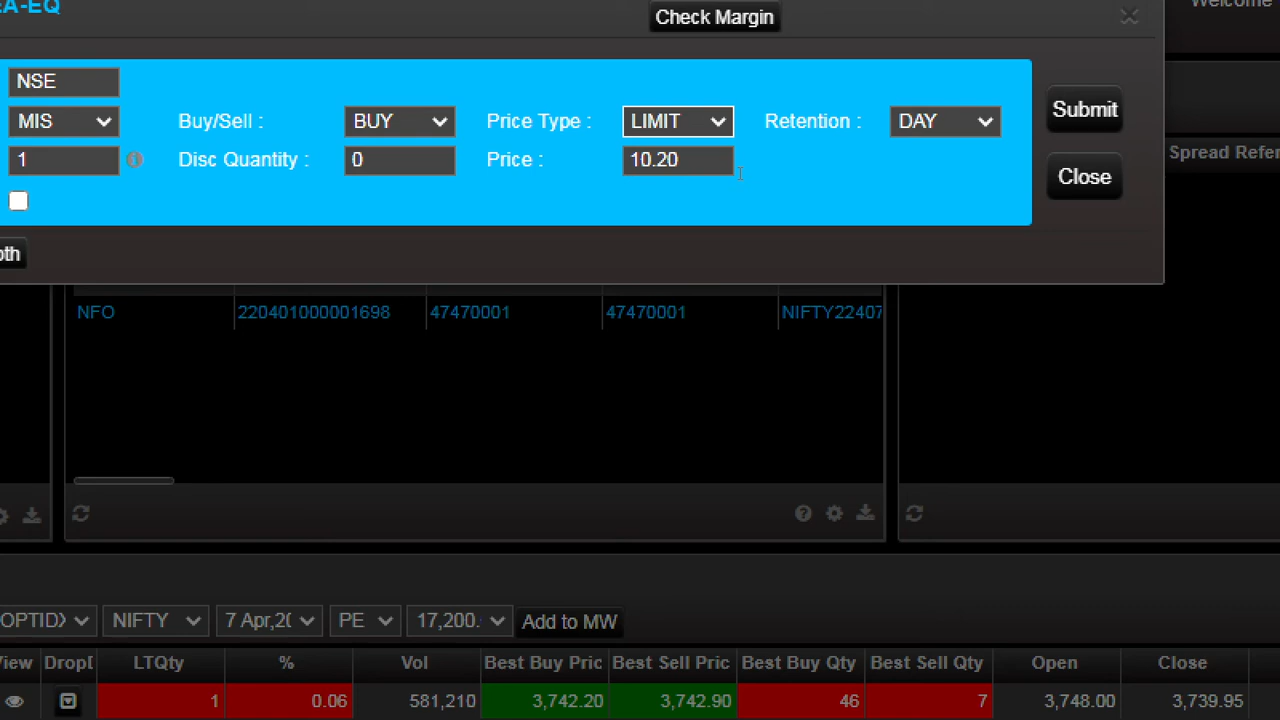 EA-EQ
Check Margin
Welcome
NSE
MIS Buy/Sell : BUY Price Type : LIMIT Retention : DAY Submit
1 Disc Quantity : 0 Price : 10.20
Close
Spread Refer
oth
NFO 220401000001698 47470001 47470001 NIFTY22407
OPTIDX NIFTY 7 Apr,20 PE 17,200. Add to MW
View DropD LTQty % Vol Best Buy Pric Best Sell Pric Best Buy Qty Best Sell Qty Open Close
1 0.06 581,210 3,742.20 3,742.90 46 7 3,748.00 3,739.95